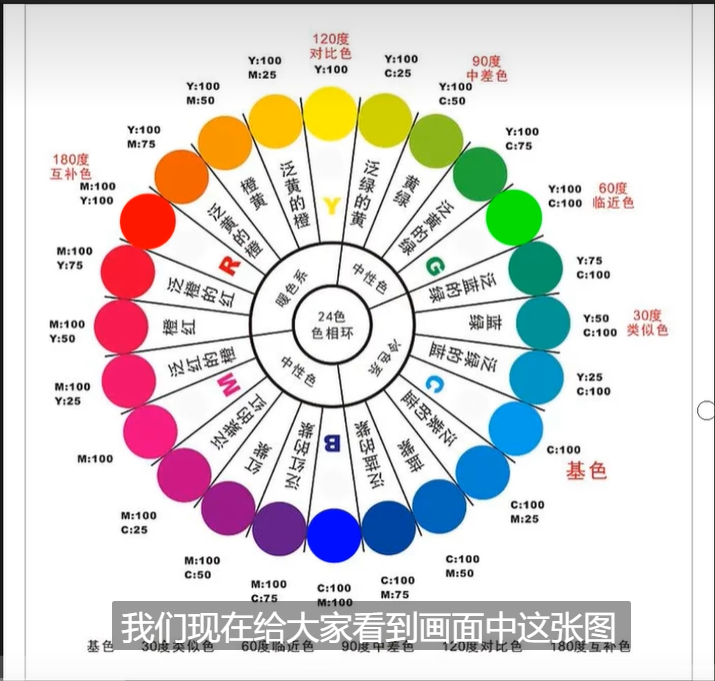 120度
对比色
Y:100
Y:100
M:25
Y:100
C:25
90度
中差色
Y:100
C:50
Y:100
M:50
Y:100
M:75
Y:100
C:75
180度
互补色
M:100
Y:100
Y:100
C:100
60度
临近色
M:100
Y:75
Y:75
C:100
M:100
Y:50
Y:50
C:100
30度
类似色
M:100
Y:25
Y:25
C:100
M:100
C:100
基色
M:100
C:25
C:100
M:25
M:100
C:50
C:100
M:50
M:100
C:75
C:100
M:100
C:100
M:75
Y
泛绿的黄
黄绿
泛黄的绿
G
泛蓝的绿
蓝绿
泛绿的蓝
C
泛紫的蓝
蓝紫
泛蓝的紫
B
泛红的紫
红紫
泛紫的红
M
泛红的橙
橙红
泛橙的红
R
泛黄的橙
橙黄
泛黄的橙
暖色系
中性色
冷色系
中性色
24色
色相环
我们现在给大家看到画面中这张图
基色 30度类似色 60度临近色 90度中差色 120度对比色 180度互补色